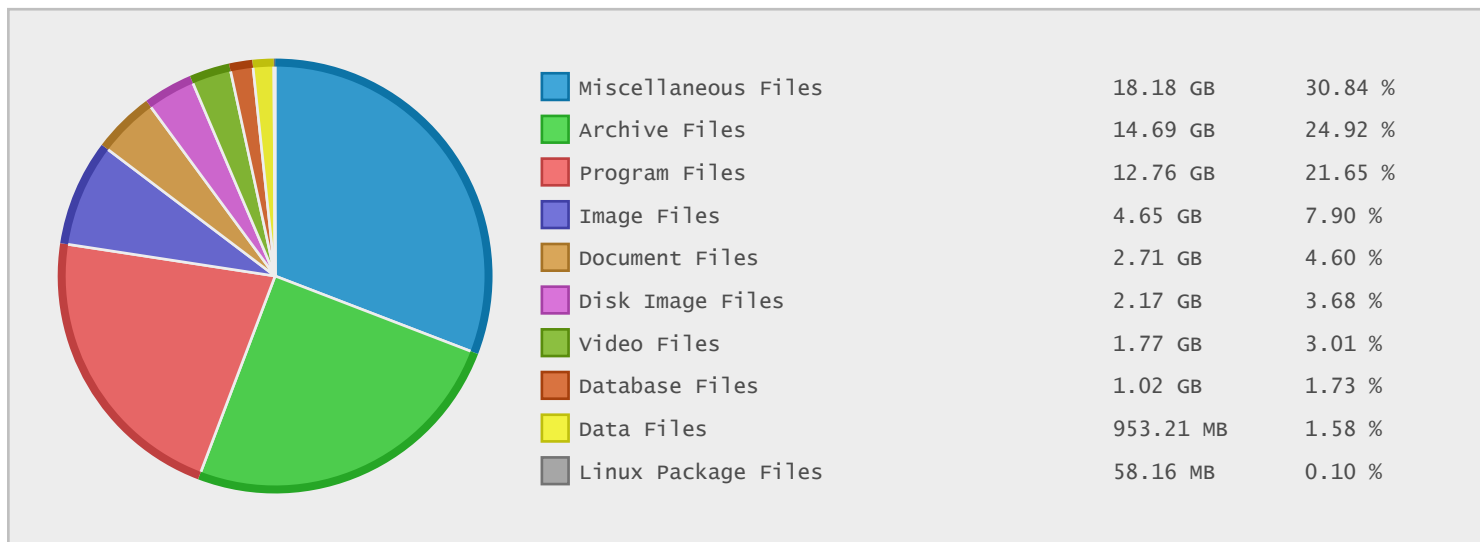 Miscellaneous Files 18.18 GB 30.84 %
Archive Files 14.69 GB 24.92 %
Program Files 12.76 GB 21.65 %
Image Files 4.65 GB 7.90 %
Document Files 2.71 GB 4.60 %
Disk Image Files 2.17 GB 3.68 %
Video Files 1.77 GB 3.01 %
Database Files 1.02 GB 1.73 %
Data Files 953.21 MB 1.58 %
Linux Package Files 58.16 MB 0.10 %